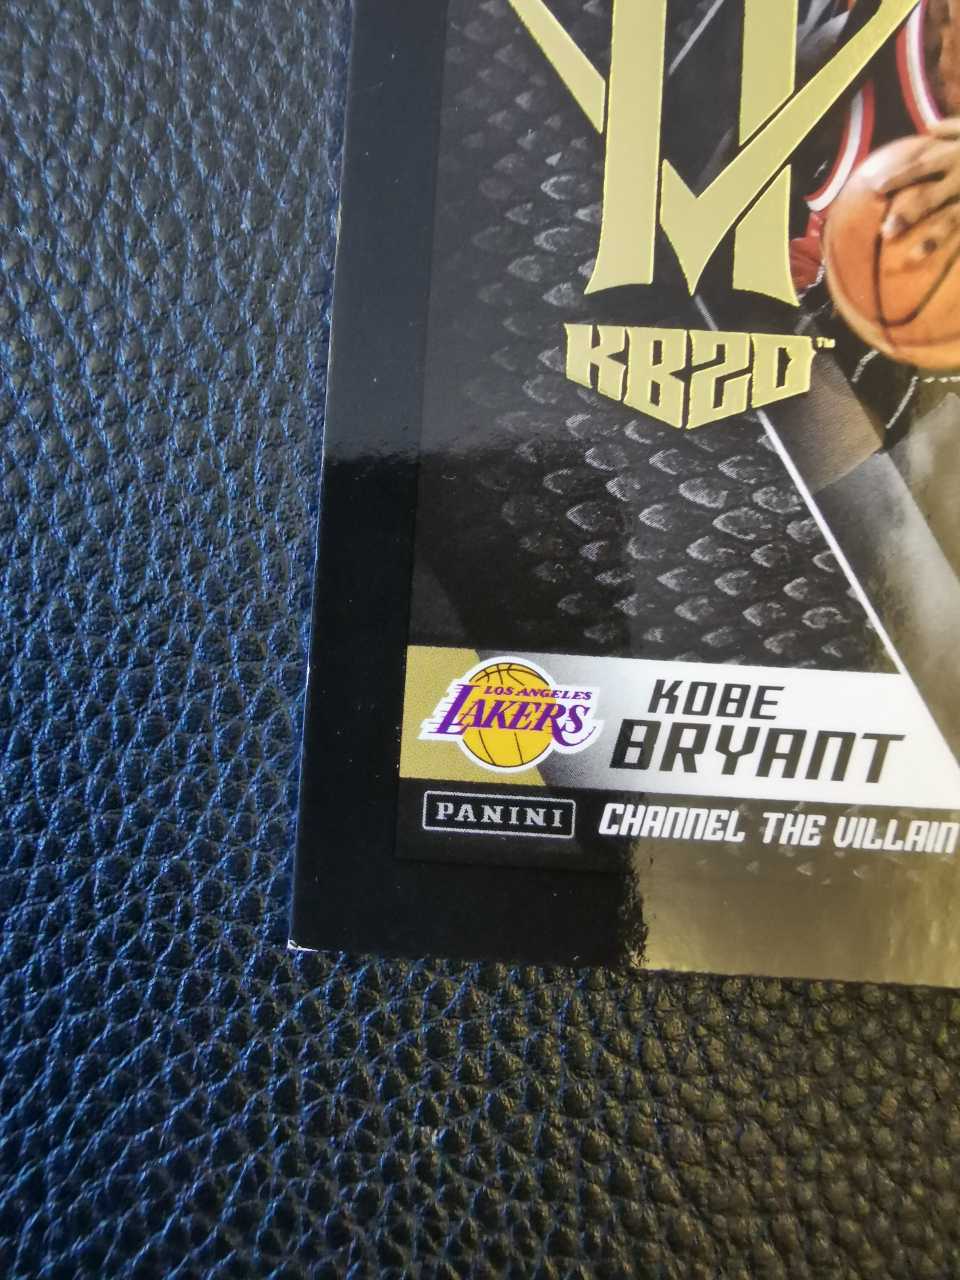 KB20™
LOS ANGELES
LAKERS
KOBE
BRYANT
PANINI
CHANNEL THE VILLAIN